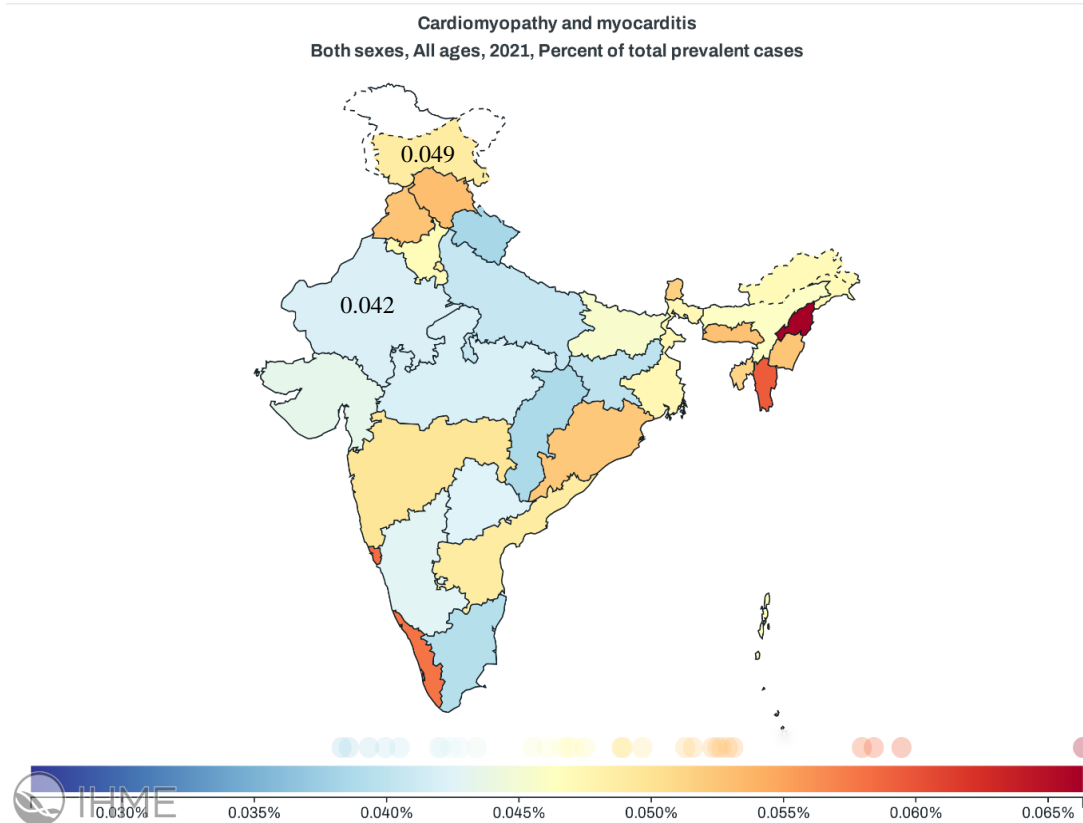 Cardiomyopathy and myocarditis
Both sexes, All ages, 2021, Percent of total prevalent cases
0.049
0.042
IHME
0.030% 0.035% 0.040% 0.045% 0.050% 0.055% 0.060% 0.065%